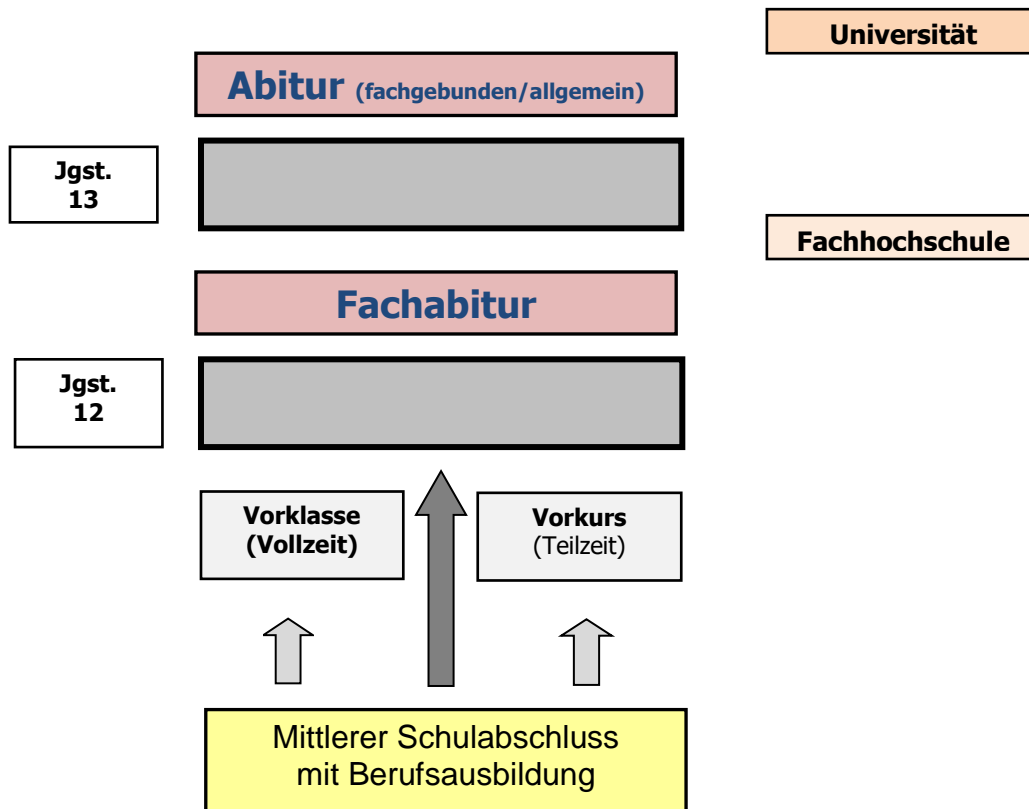 Universität
Abitur (fachgebunden/allgemein)
Jgst.
13
Fachhochschule
Fachabitur
Jgst.
12
Vorklasse
(Vollzeit)
Vorkurs
(Teilzeit)
Mittlerer Schulabschluss
mit Berufsausbildung